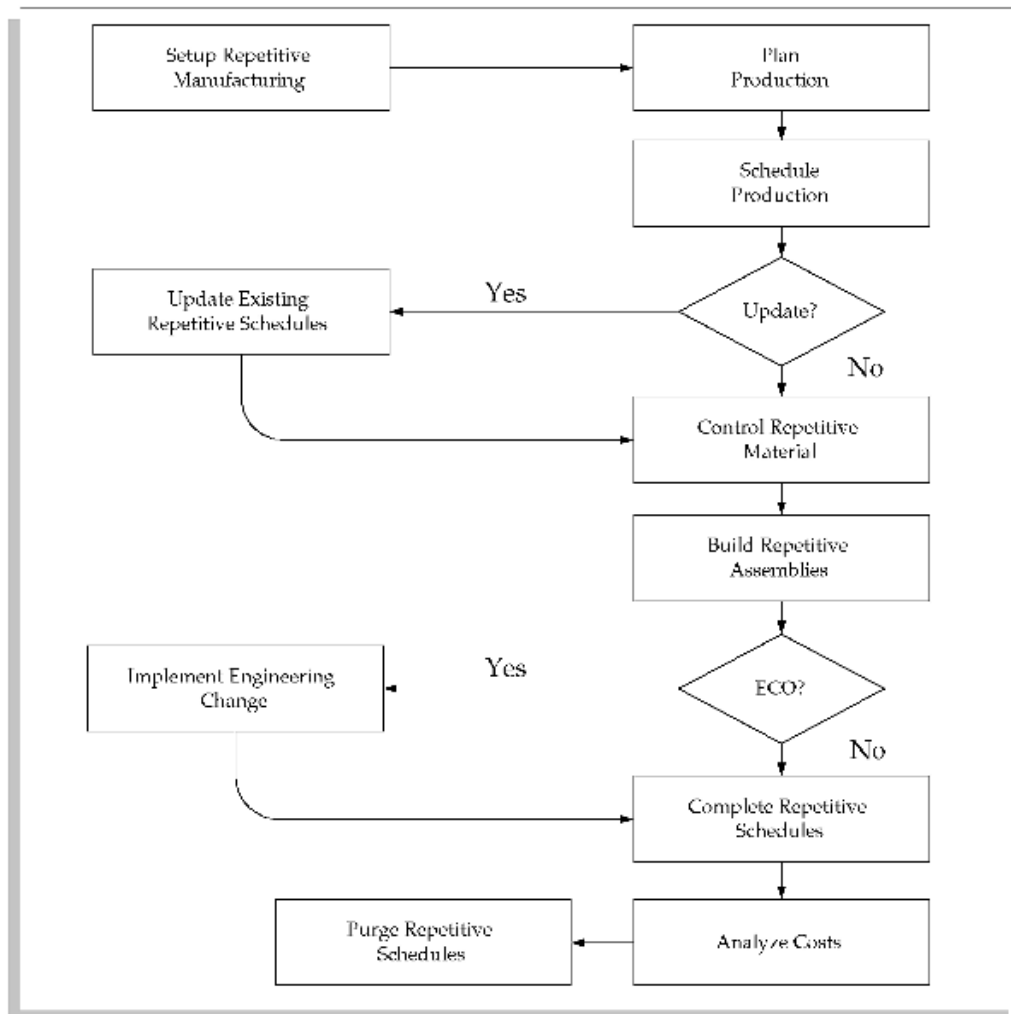 Setup Repetitive
Manufacturing
Plan
Production
Schedule
Production
Update Existing
Repetitive Schedules
Yes
Update?
No
Control Repetitive
Material
Build Repetitive
Assemblies
Implement Engineering
Change
Yes
ECO?
No
Complete Repetitive
Schedules
Purge Repetitive
Schedules
Analyze Costs